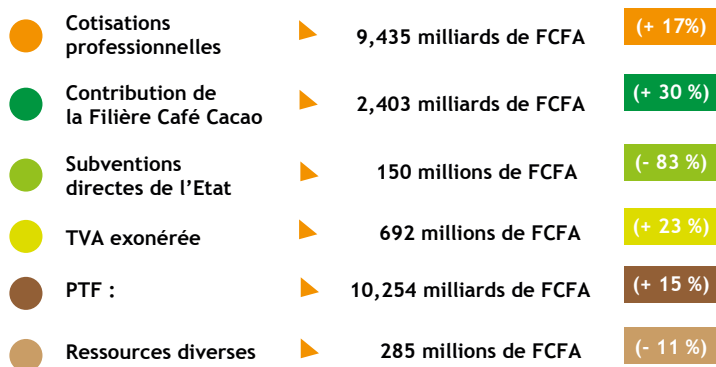 Cotisations
professionnelles
9,435 milliards de FCFA
(+ 17%)
Contribution de
la Filière Café Cacao
2,403 milliards de FCFA
(+ 30 %)
Subventions
directes de l’Etat
150 millions de FCFA
(- 83 %)
TVA exonérée
692 millions de FCFA
(+ 23 %)
PTF :
10,254 milliards de FCFA
(+ 15 %)
Ressources diverses
285 millions de FCFA
(- 11 %)